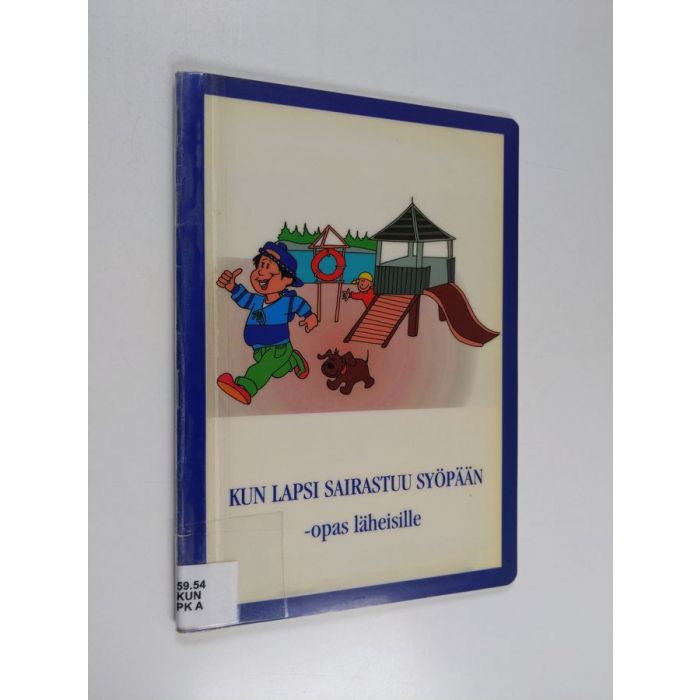 KUN LAPSI SAIRASTUU SYÖPÄÄN
-opas läheisille
59.54
KUN
PK A